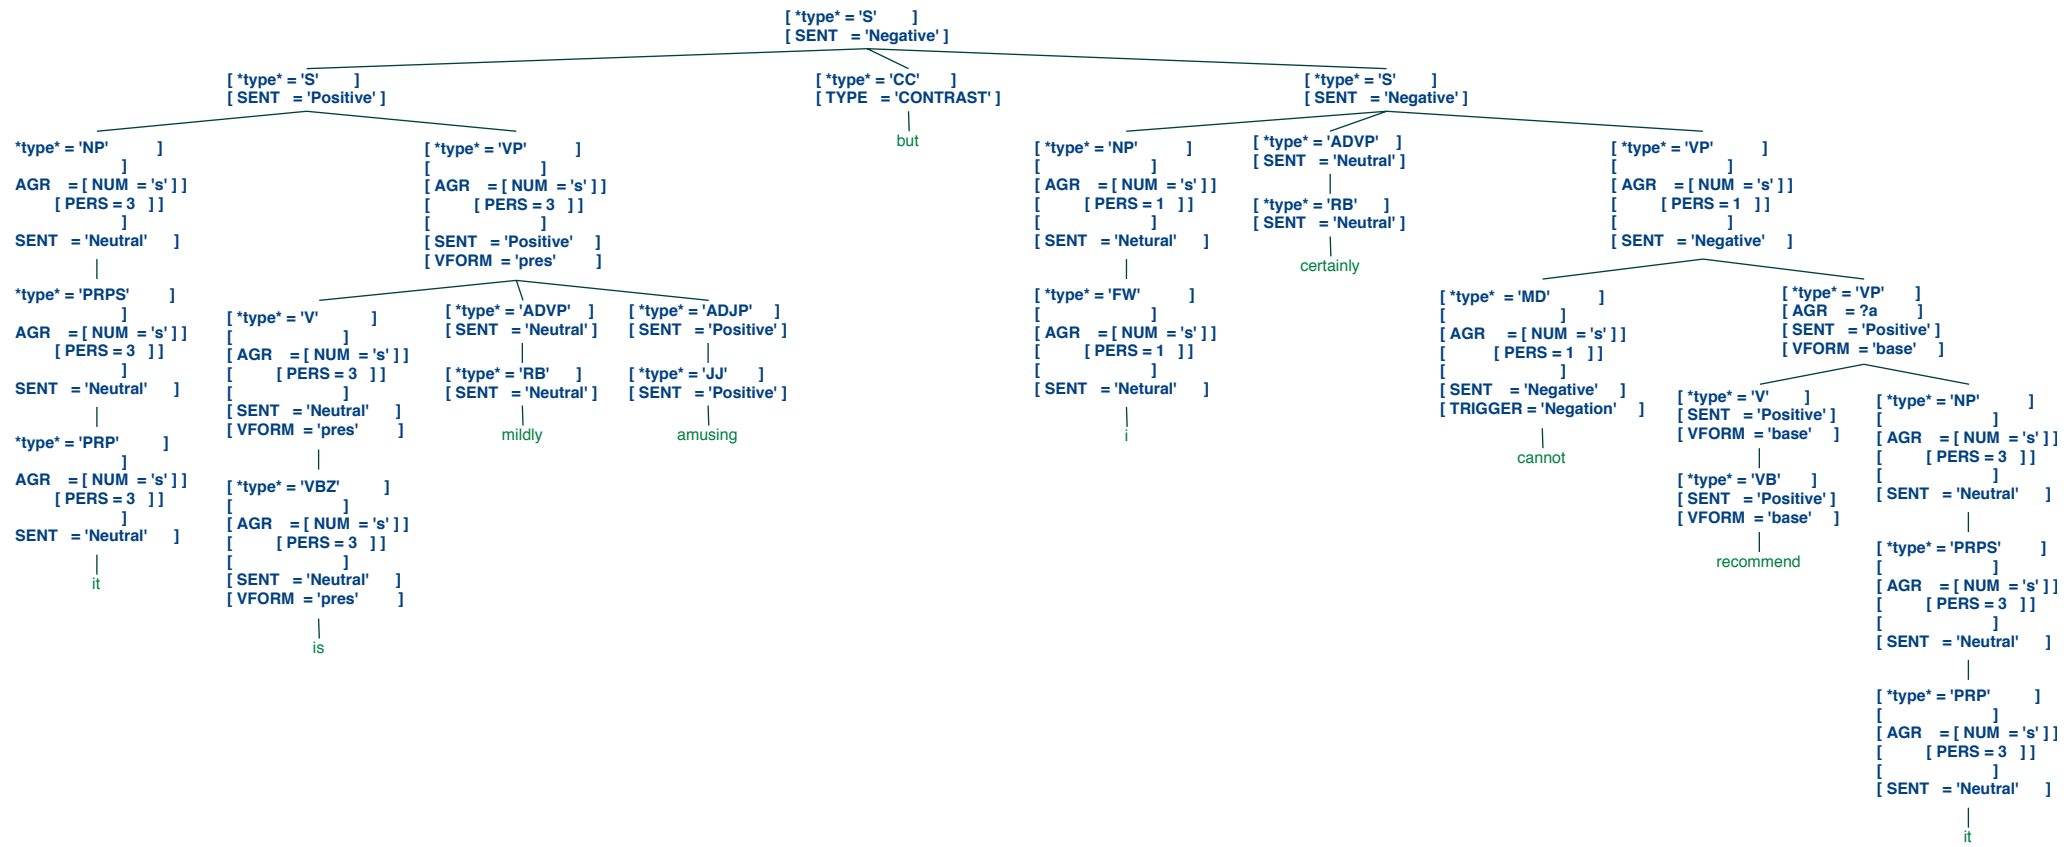 [ *type* = 'S' ]
[ SENT = 'Negative' ]
[ *type* = 'S' ]
[ SENT = 'Positive' ]
[ *type* = 'CC' ]
[ TYPE = 'CONTRAST' ]
but
[ *type* = 'S' ]
[ SENT = 'Negative' ]
*type* = 'NP' ]
]
AGR = [ NUM = 's' ] ]
[ PERS = 3 ] ]
]
SENT = 'Neutral' ]
*type* = 'PRPS' ]
]
AGR = [ NUM = 's' ] ]
[ PERS = 3 ] ]
]
SENT = 'Neutral' ]
*type* = 'PRP' ]
]
AGR = [ NUM = 's' ] ]
[ PERS = 3 ] ]
]
SENT = 'Neutral' ]
it
[ *type* = 'VP' ]
[ ]
[ AGR = [ NUM = 's' ] ]
[ [ PERS = 3 ] ]
[ ]
[ SENT = 'Positive' ]
[ VFORM = 'pres' ]
[ *type* = 'V' ]
[ ]
[ AGR = [ NUM = 's' ] ]
[ [ PERS = 3 ] ]
[ ]
[ SENT = 'Neutral' ]
[ VFORM = 'pres' ]
[ *type* = 'VBZ' ]
[ ]
[ AGR = [ NUM = 's' ] ]
[ [ PERS = 3 ] ]
[ ]
[ SENT = 'Neutral' ]
[ VFORM = 'pres' ]
is
[ *type* = 'ADVP' ]
[ SENT = 'Neutral' ]
[ *type* = 'RB' ]
[ SENT = 'Neutral' ]
mildly
[ *type* = 'ADJP' ]
[ SENT = 'Positive' ]
[ *type* = 'JJ' ]
[ SENT = 'Positive' ]
amusing
[ *type* = 'NP' ]
[ ]
[ AGR = [ NUM = 's' ] ]
[ [ PERS = 1 ] ]
[ ]
[ SENT = 'Netural' ]
[ *type* = 'FW' ]
[ ]
[ AGR = [ NUM = 's' ] ]
[ [ PERS = 1 ] ]
[ ]
[ SENT = 'Netural' ]
i
[ *type* = 'ADVP' ]
[ SENT = 'Neutral' ]
[ *type* = 'RB' ]
[ SENT = 'Neutral' ]
certainly
[ *type* = 'VP' ]
[ ]
[ AGR = [ NUM = 's' ] ]
[ [ PERS = 1 ] ]
[ ]
[ SENT = 'Negative' ]
[ *type* = 'MD' ]
[ ]
[ AGR = [ NUM = 's' ] ]
[ [ PERS = 1 ] ]
[ ]
[ SENT = 'Negative' ]
[ TRIGGER = 'Negation' ]
cannot
[ *type* = 'VP' ]
[ AGR = ?a ]
[ SENT = 'Positive' ]
[ VFORM = 'base' ]
[ *type* = 'V' ]
[ SENT = 'Positive' ]
[ VFORM = 'base' ]
[ *type* = 'VB' ]
[ SENT = 'Positive' ]
[ VFORM = 'base' ]
recommend
[ *type* = 'NP' ]
[ ]
[ AGR = [ NUM = 's' ] ]
[ [ PERS = 3 ] ]
[ ]
[ SENT = 'Neutral' ]
[ *type* = 'PRPS' ]
[ ]
[ AGR = [ NUM = 's' ] ]
[ [ PERS = 3 ] ]
[ ]
[ SENT = 'Neutral' ]
[ *type* = 'PRP' ]
[ ]
[ AGR = [ NUM = 's' ] ]
[ [ PERS = 3 ] ]
[ ]
[ SENT = 'Neutral' ]
it